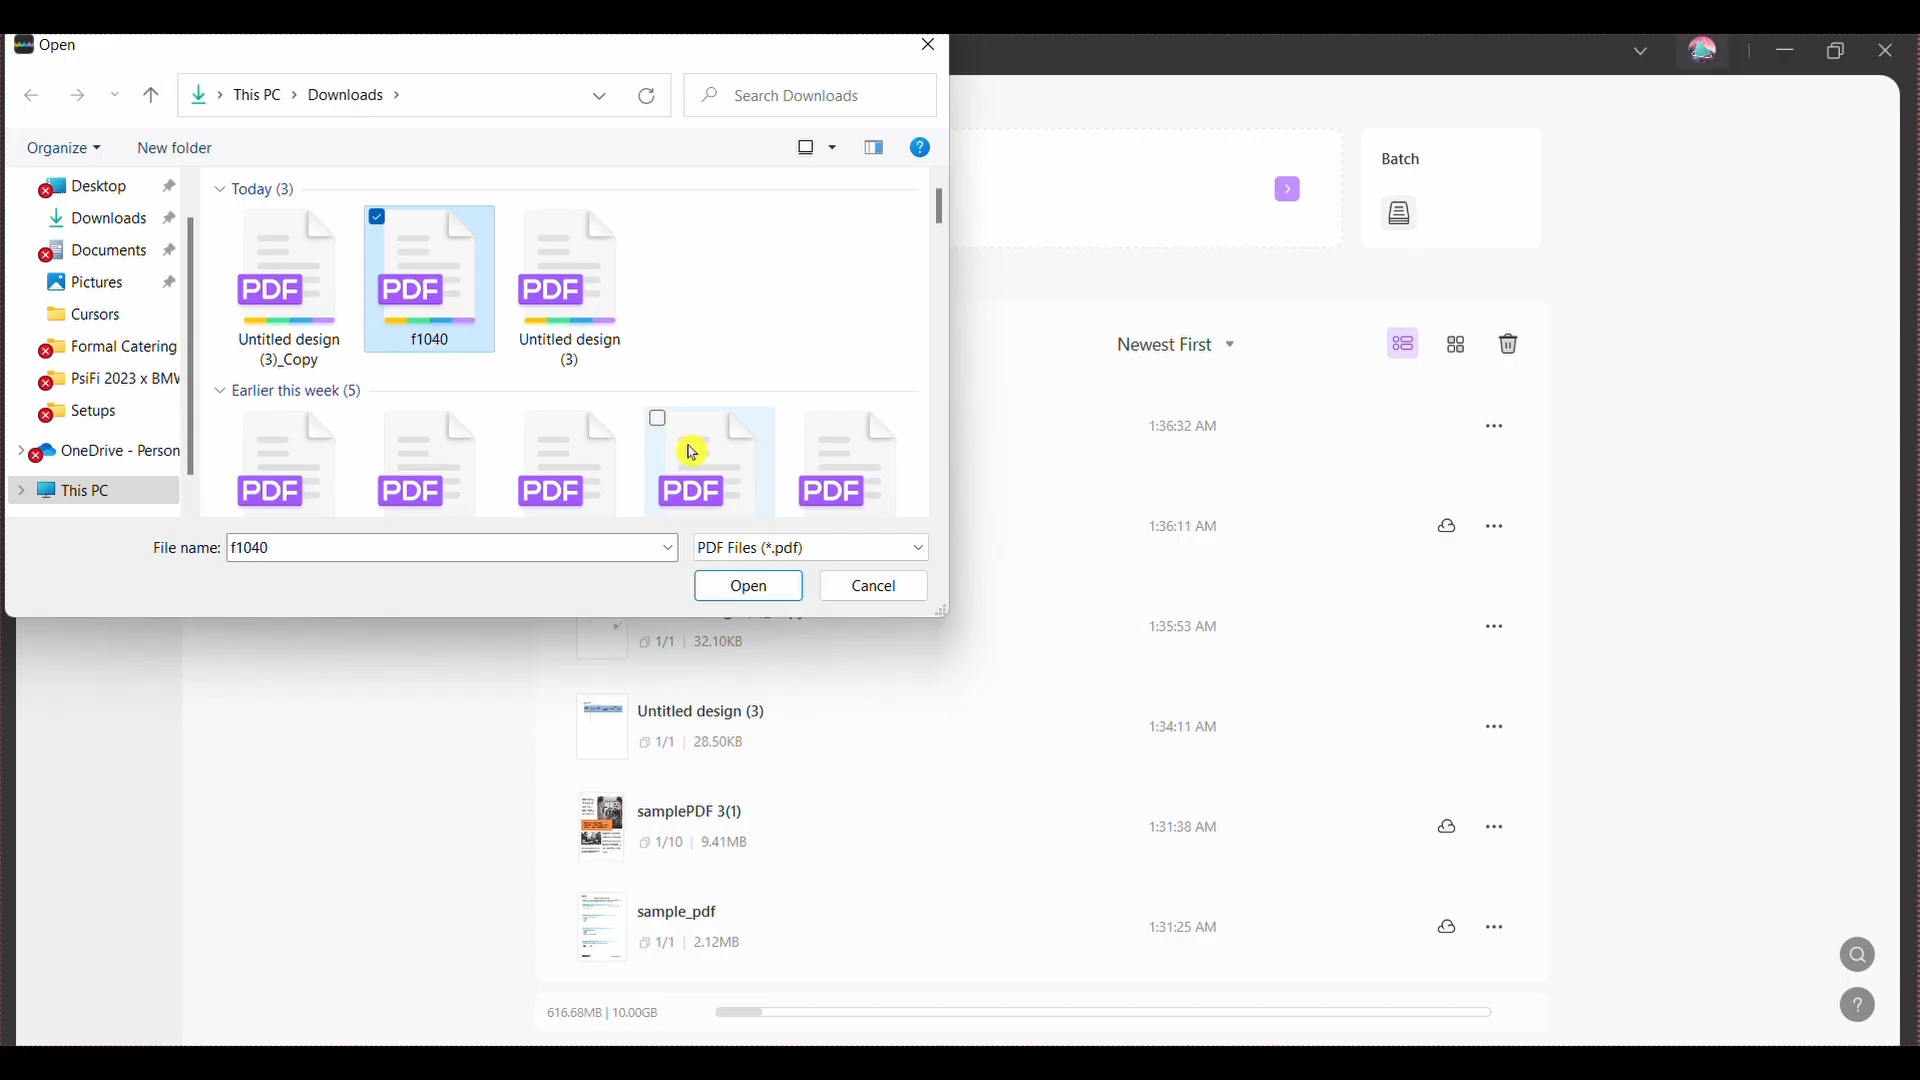 Open
This PC > Downloads >
Search Downloads
Organize
New folder
?
Desktop
Downloads
Documents
Pictures
Cursors
Formal Catering
PsiFi 2023 x BMW
Setups
OneDrive - Person
This PC
Today (3)
PDF
PDF
PDF
Untitled design
(3)_Copy
f1040
Untitled design
(3)
Earlier this week (5)
PDF
PDF
PDF
PDF
PDF
File name:
f1040
PDF Files (*.pdf)
Open
Cancel
Batch
Newest First
1:36:32 AM
1:36:11 AM
1/1 | 32.10KB
1:35:53 AM
Untitled design (3)
1/1 | 28.50KB
1:34:11 AM
samplePDF 3(1)
1/10 | 9.41MB
1:31:38 AM
sample_pdf
1/1 | 2.12MB
1:31:25 AM
616.68MB | 10.00GB
?